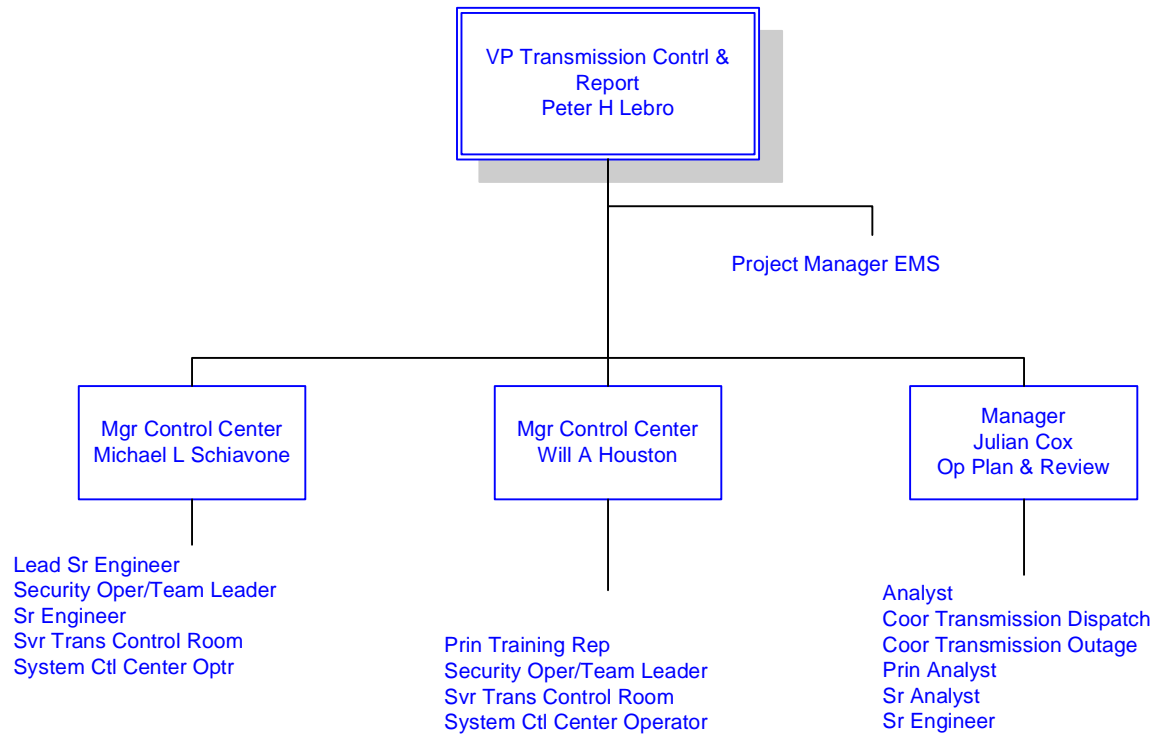 VP Transmission Contrl &
Report
Peter H Lebro
Project Manager EMS
Mgr Control Center
Michael L Schiavone
Mgr Control Center
Will A Houston
Manager
Julian Cox
Op Plan & Review
Lead Sr Engineer
Security Oper/Team Leader
Sr Engineer
Svr Trans Control Room
System Ctl Center Optr
Prin Training Rep
Security Oper/Team Leader
Svr Trans Control Room
System Ctl Center Operator
Analyst
Coor Transmission Dispatch
Coor Transmission Outage
Prin Analyst
Sr Analyst
Sr Engineer